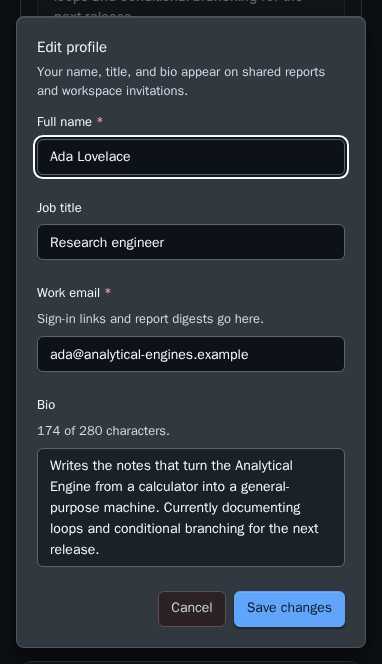 next release.
Edit profile
Your name, title, and bio appear on shared reports
and workspace invitations.
Full name *
Ada Lovelace
Job title
Research engineer
Work email *
Sign-in links and report digests go here.
ada@analytical-engines.example
Bio
174 of 280 characters.
Writes the notes that turn the Analytical
Engine from a calculator into a general-
purpose machine. Currently documenting
loops and conditional branching for the next
release.
Cancel
Save changes